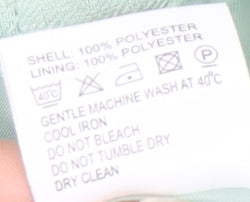 SHELL: 100% POLYESTER
LINING: 100% POLYESTER
40°C P
GENTLE MACHINE WASH AT 40°C
COOL IRON
DO NOT BLEACH
DO NOT TUMBLE DRY
DRY CLEAN